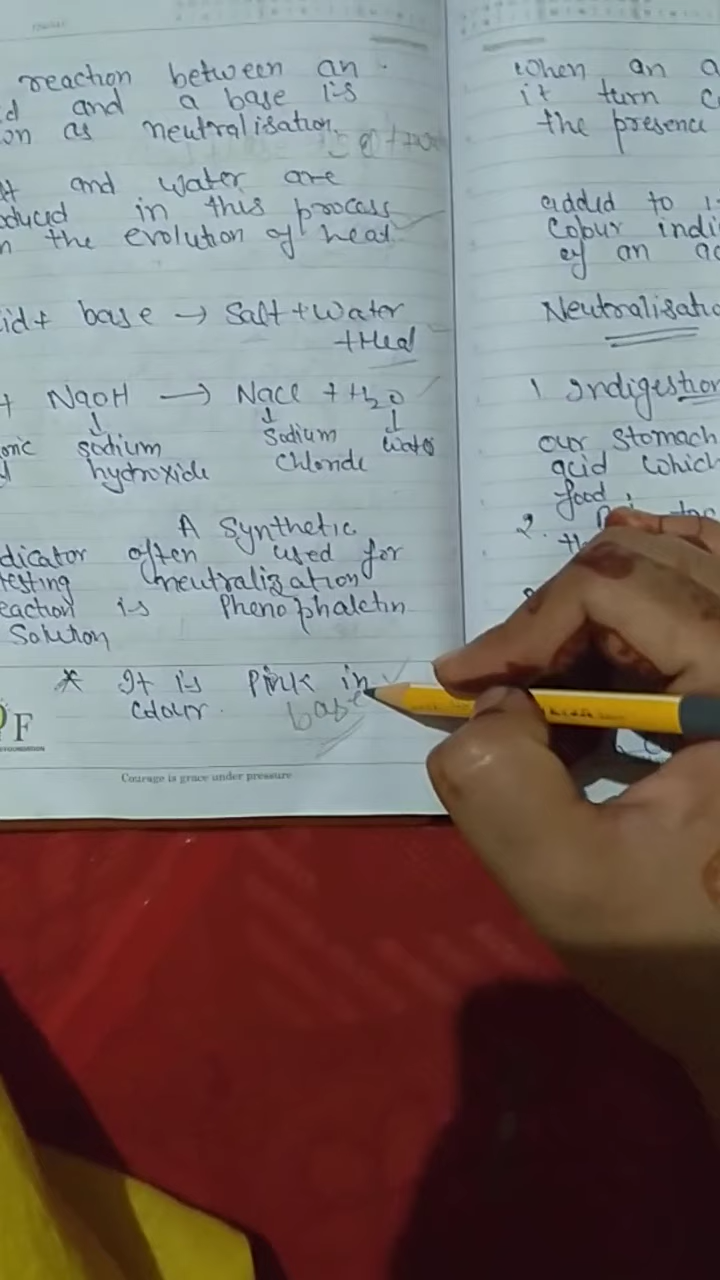 reaction between an
and a base is
on as neutralisation.
and water are
oduced in this process
the evolution of heat.
id + base → Salt + Water
+ Heat
+ NaOH → NaCl + H₂O
↓ ↓ ↓
onic sodium Sodium Water
hydroxide Chloride
A Synthetic
dicator often used for
testing neutralization
eaction is Phenophaletin
Solution
* It is Pink in
colour. base
F
Courage is grace under pressure
When an a
it turn c
the presence
added to i
Colour indi
of an ac
Neutralisatio
1 Indigestion
our stomach
acid which
food,
2.